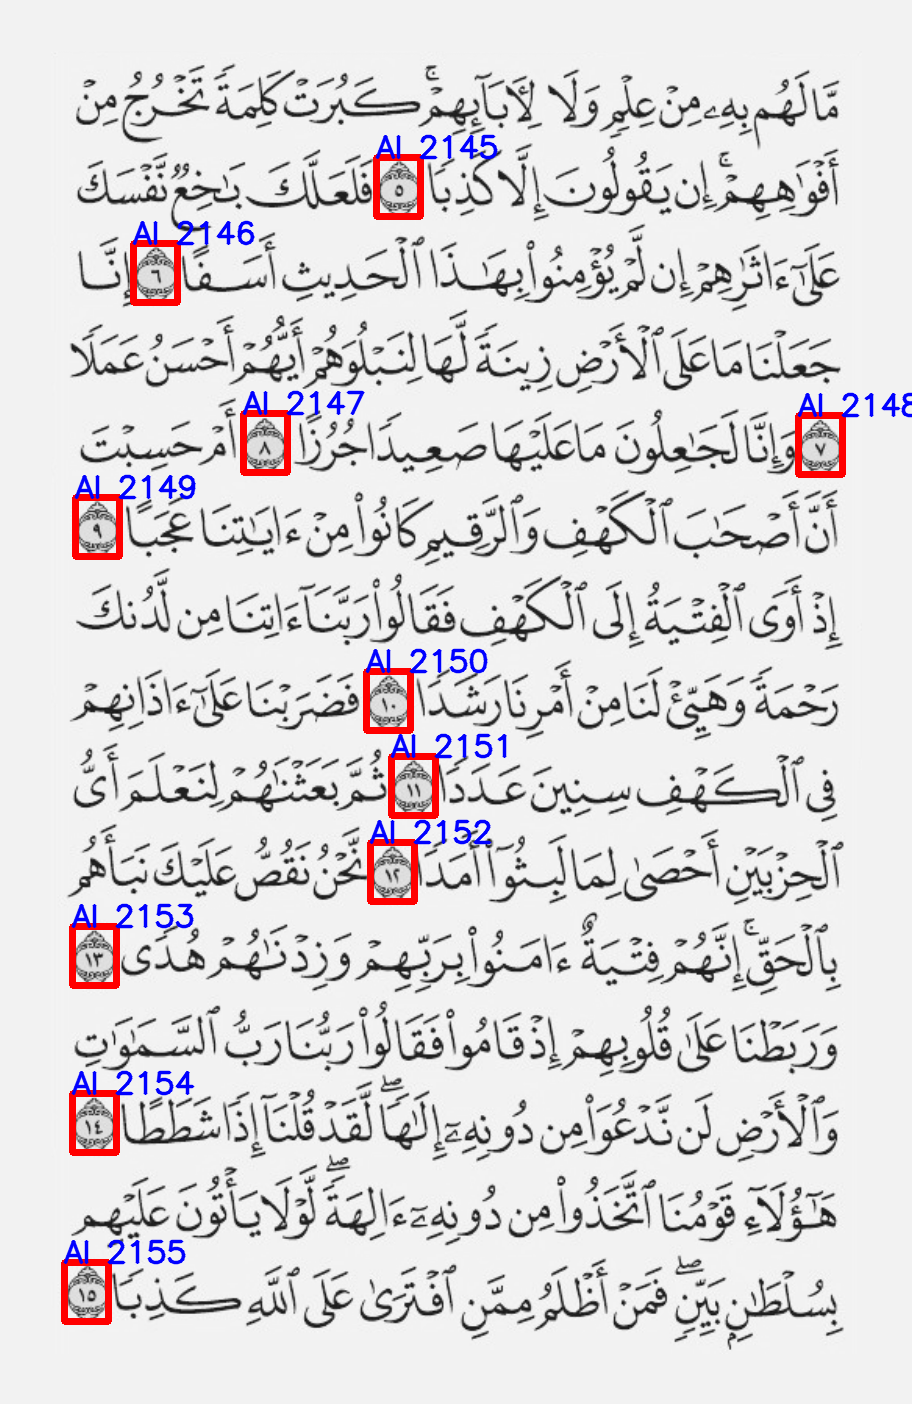 مَّا لَهُم بِهِۦ مِنْ عِلْمٍ وَلَا لِأَبَآئِهِمْ ۚ كَبُرَتْ كَلِمَةً تَخْرُجُ مِنْ
AI 2145
أَفْوَٰهِهِمْ ۚ إِن يَقُولُونَ إِلَّا كَذِبًا ٥ فَلَعَلَّكَ بَٰخِعٌ نَّفْسَكَ
AI 2146
عَلَىٰٓ ءَاثَٰرِهِمْ إِن لَّمْ يُؤْمِنُوا۟ بِهَٰذَا ٱلْحَدِيثِ أَسَفًا ٦ إِنَّا
جَعَلْنَا مَا عَلَى ٱلْأَرْضِ زِينَةً لَّهَا لِنَبْلُوَهُمْ أَيُّهُمْ أَحْسَنُ عَمَلًا
AI 2148 AI 2147
٧ وَإِنَّا لَجَٰعِلُونَ مَا عَلَيْهَا صَعِيدًا جُرُزًا ٨ أَمْ حَسِبْتَ
AI 2149
أَنَّ أَصْحَٰبَ ٱلْكَهْفِ وَٱلرَّقِيمِ كَانُوا۟ مِنْ ءَايَٰتِنَا عَجَبًا ٩
إِذْ أَوَى ٱلْفِتْيَةُ إِلَى ٱلْكَهْفِ فَقَالُوا۟ رَبَّنَآ ءَاتِنَا مِن لَّدُنكَ
AI 2150
رَحْمَةً وَهَيِّئْ لَنَا مِنْ أَمْرِنَا رَشَدًا ١٠ فَضَرَبْنَا عَلَىٰٓ ءَاذَانِهِمْ
AI 2151
فِى ٱلْكَهْفِ سِنِينَ عَدَدًا ١١ ثُمَّ بَعَثْنَٰهُمْ لِنَعْلَمَ أَىُّ
AI 2152
ٱلْحِزْبَيْنِ أَحْصَىٰ لِمَا لَبِثُوٓا۟ أَمَدًا ١٢ نَّحْنُ نَقُصُّ عَلَيْكَ نَبَأَهُم
AI 2153
بِٱلْحَقِّ ۚ إِنَّهُمْ فِتْيَةٌ ءَامَنُوا۟ بِرَبِّهِمْ وَزِدْنَٰهُمْ هُدًى ١٣
وَرَبَطْنَا عَلَىٰ قُلُوبِهِمْ إِذْ قَامُوا۟ فَقَالُوا۟ رَبُّنَا رَبُّ ٱلسَّمَٰوَٰتِ
AI 2154
وَٱلْأَرْضِ لَن نَّدْعُوَا۟ مِن دُونِهِۦٓ إِلَٰهًا ۖ لَّقَدْ قُلْنَآ إِذًا شَطَطًا ١٤
هَٰٓؤُلَآءِ قَوْمُنَا ٱتَّخَذُوا۟ مِن دُونِهِۦٓ ءَالِهَةً ۖ لَّوْلَا يَأْتُونَ عَلَيْهِم
AI 2155
بِسُلْطَٰنٍۭ بَيِّنٍ ۖ فَمَنْ أَظْلَمُ مِمَّنِ ٱفْتَرَىٰ عَلَى ٱللَّهِ كَذِبًا ١٥